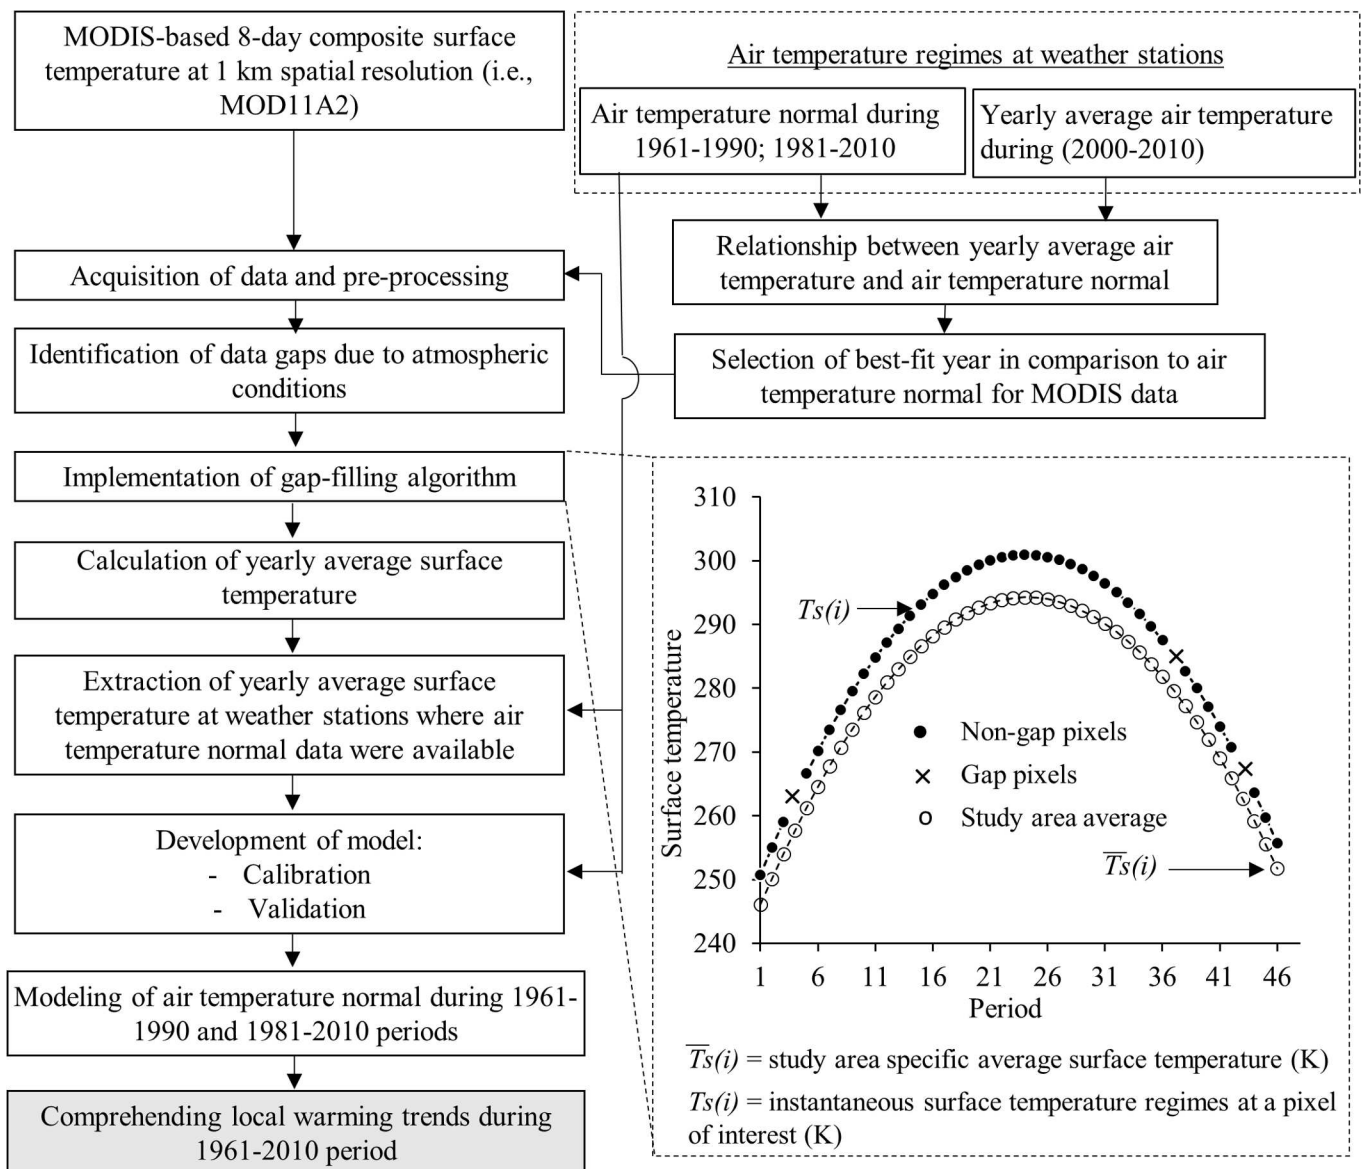 MODIS-based 8-day composite surface
temperature at 1 km spatial resolution (i.e.,
MOD11A2)
Air temperature regimes at weather stations
Air temperature normal during
1961-1990; 1981-2010
Yearly average air temperature
during (2000-2010)
Relationship between yearly average air
temperature and air temperature normal
Selection of best-fit year in comparison to air
temperature normal for MODIS data
Acquisition of data and pre-processing
Identification of data gaps due to atmospheric
conditions
Implementation of gap-filling algorithm
Calculation of yearly average surface
temperature
Extraction of yearly average surface
temperature at weather stations where air
temperature normal data were available
Development of model:
- Calibration
- Validation
Modeling of air temperature normal during 1961-
1990 and 1981-2010 periods
Comprehending local warming trends during
1961-2010 period
Surface temperature
310
300
290
280
270
260
250
240
Ts(i)
Non-gap pixels
Gap pixels
Study area average
T̅s(i)
1 6 11 16 21 26 31 36 41 46
Period
T̅s(i) = study area specific average surface temperature (K)
Ts(i) = instantaneous surface temperature regimes at a pixel
of interest (K)